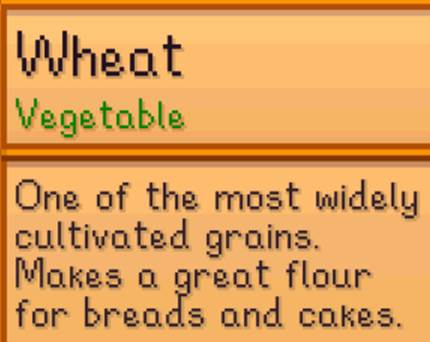 Wheat
Vegetable
One of the most widely
cultivated grains.
Makes a great flour
for breads and cakes.